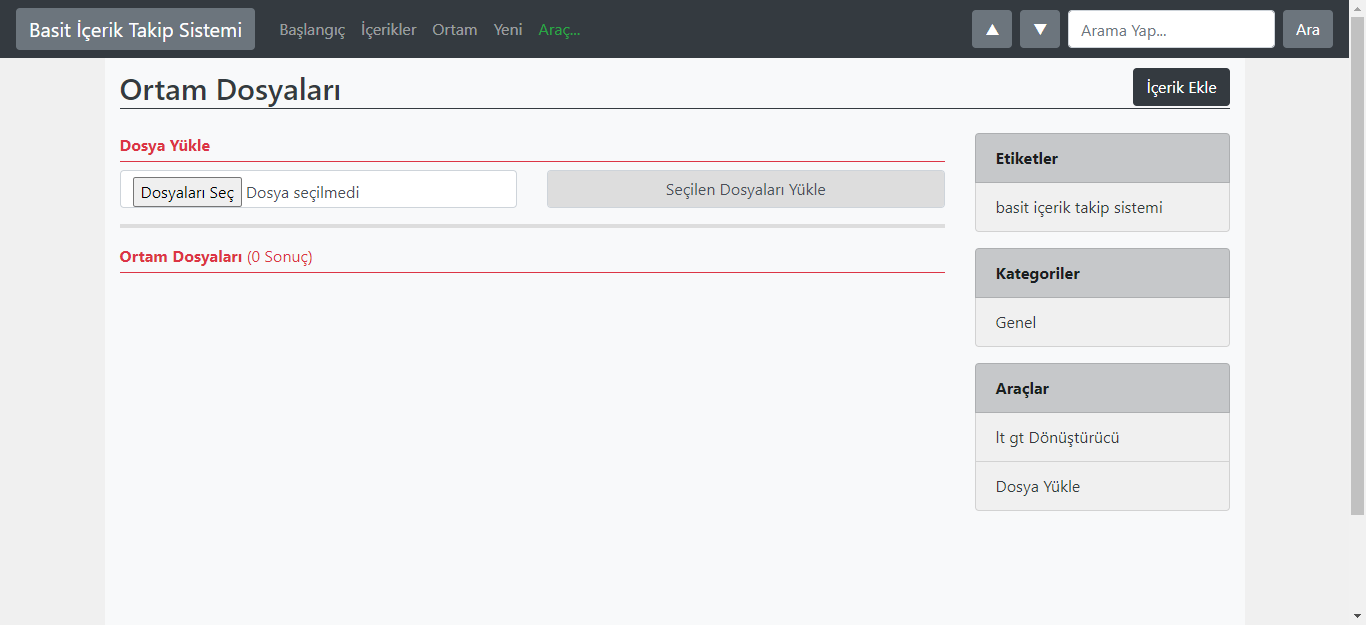 Basit İçerik Takip Sistemi Başlangıç İçerikler Ortam Yeni Araç... ▲ ▼ Arama Yap... Ara
Ortam Dosyaları İçerik Ekle
Dosya Yükle
Dosyaları Seç Dosya seçilmedi Seçilen Dosyaları Yükle
Ortam Dosyaları (0 Sonuç)
Etiketler
basit içerik takip sistemi
Kategoriler
Genel
Araçlar
lt gt Dönüştürücü
Dosya Yükle